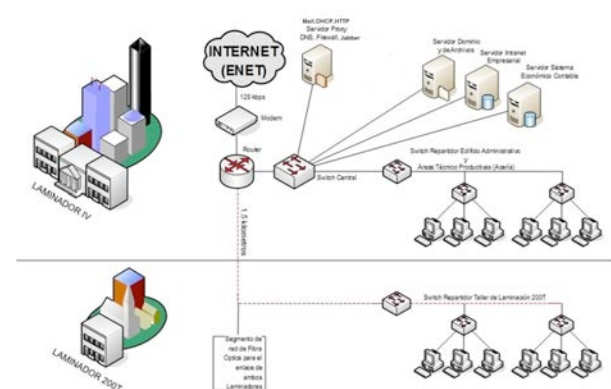 Mail,DHCP,HTTP
Servidor Proxy
DNS, Firewall, Jabber
INTERNET
(ENET)
Servidor Dominio
y de Archivos
Servidor Intranet
Empresarial
Servidor Sistema
Económico Contable
128 kbps
Modem
Router
Switch Central
Switch Repartidor Edificio Administrativo
y
Áreas Técnico Productivas (Acería)
LAMINADOR IV
1.5 kilometros
Switch Repartidor Taller de Laminación 200T
LAMINADOR 200T
Segmento de
red de Fibra
Optica para el
enlace de
ambos
Laminadores